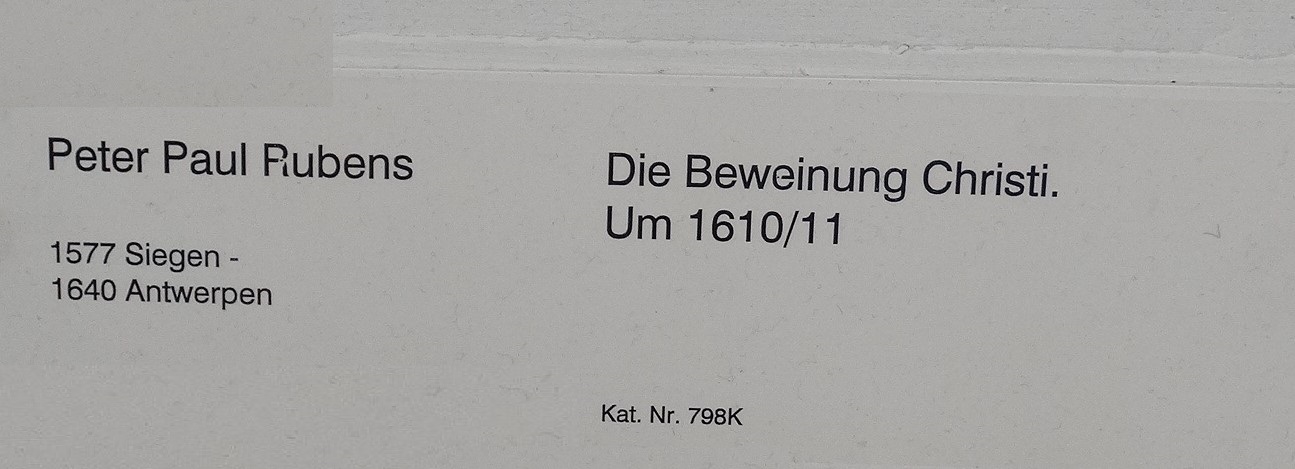 Peter Paul Rubens
1577 Siegen -
1640 Antwerpen
Die Beweinung Christi.
Um 1610/11
Kat. Nr. 798K